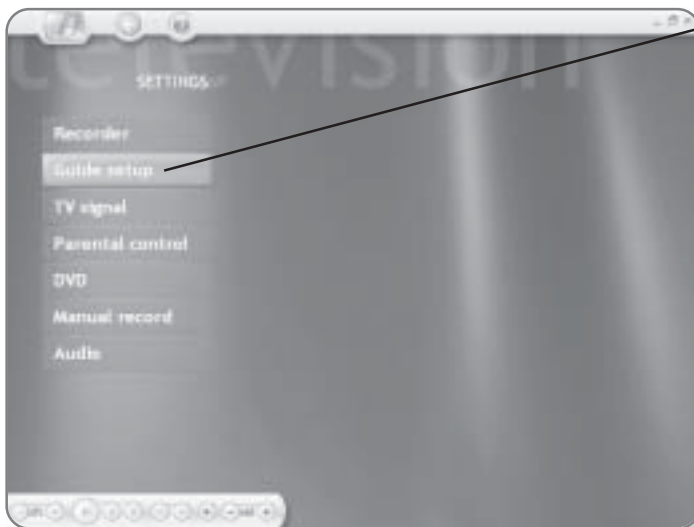 television
SETTINGS
Recorder
Guide setup
TV signal
Parental control
DVD
Manual record
Audio